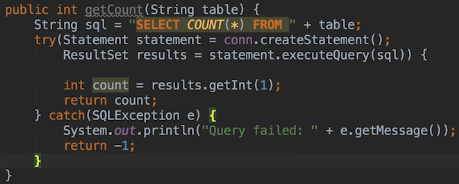 public int getCount(String table) {
    String sql = "SELECT COUNT(*) FROM " + table;
    try(Statement statement = conn.createStatement();
        ResultSet results = statement.executeQuery(sql)) {

        int count = results.getInt(1);
        return count;
    } catch(SQLException e) {
        System.out.println("Query failed: " + e.getMessage());
        return -1;
    }
}